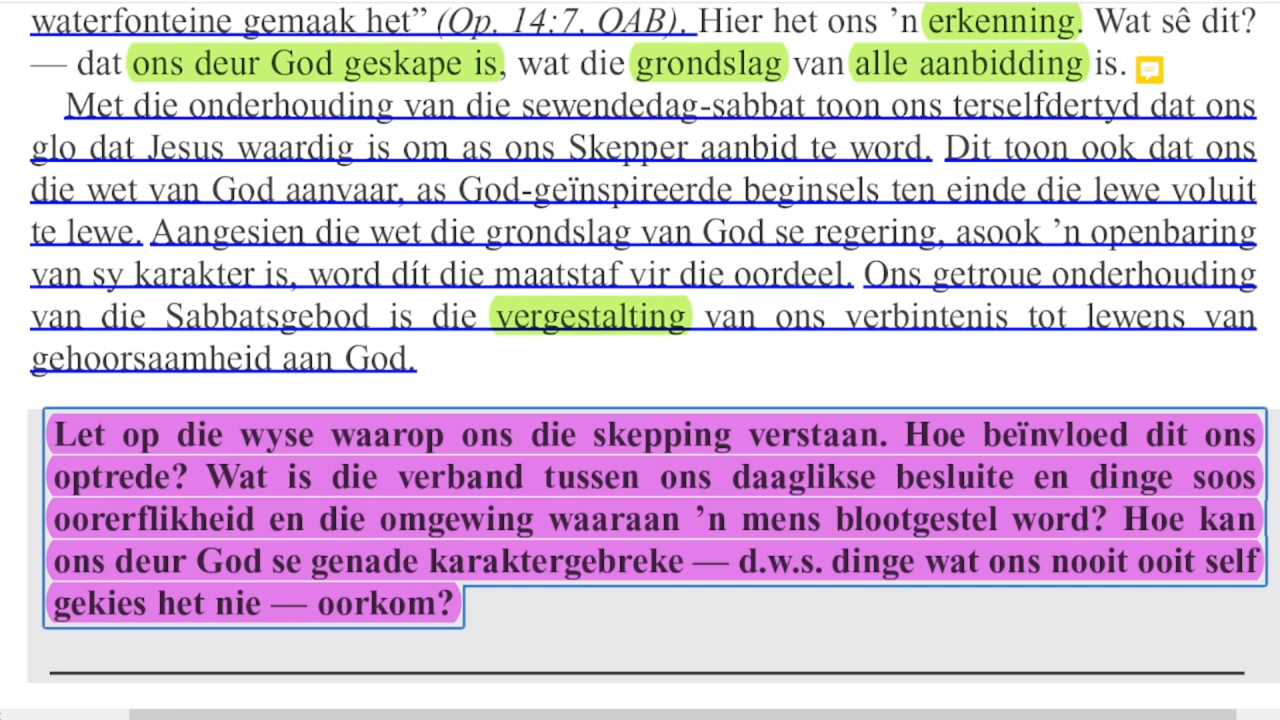 waterfonteine gemaak het” (Op. 14:7, OAB). Hier het ons ’n erkenning. Wat sê dit?
— dat ons deur God geskape is, wat die grondslag van alle aanbidding is.
Met die onderhouding van die sewendedag-sabbat toon ons terselfdertyd dat ons
glo dat Jesus waardig is om as ons Skepper aanbid te word. Dit toon ook dat ons
die wet van God aanvaar, as God-geïnspireerde beginsels ten einde die lewe voluit
te lewe. Aangesien die wet die grondslag van God se regering, asook ’n openbaring
van sy karakter is, word dít die maatstaf vir die oordeel. Ons getroue onderhouding
van die Sabbatsgebod is die vergestalting van ons verbintenis tot lewens van
gehoorsaamheid aan God.
Let op die wyse waarop ons die skepping verstaan. Hoe beïnvloed dit ons
optrede? Wat is die verband tussen ons daaglikse besluite en dinge soos
oorerflikheid en die omgewing waaraan ’n mens blootgestel word? Hoe kan
ons deur God se genade karaktergebreke — d.w.s. dinge wat ons nooit ooit self
gekies het nie — oorkom?